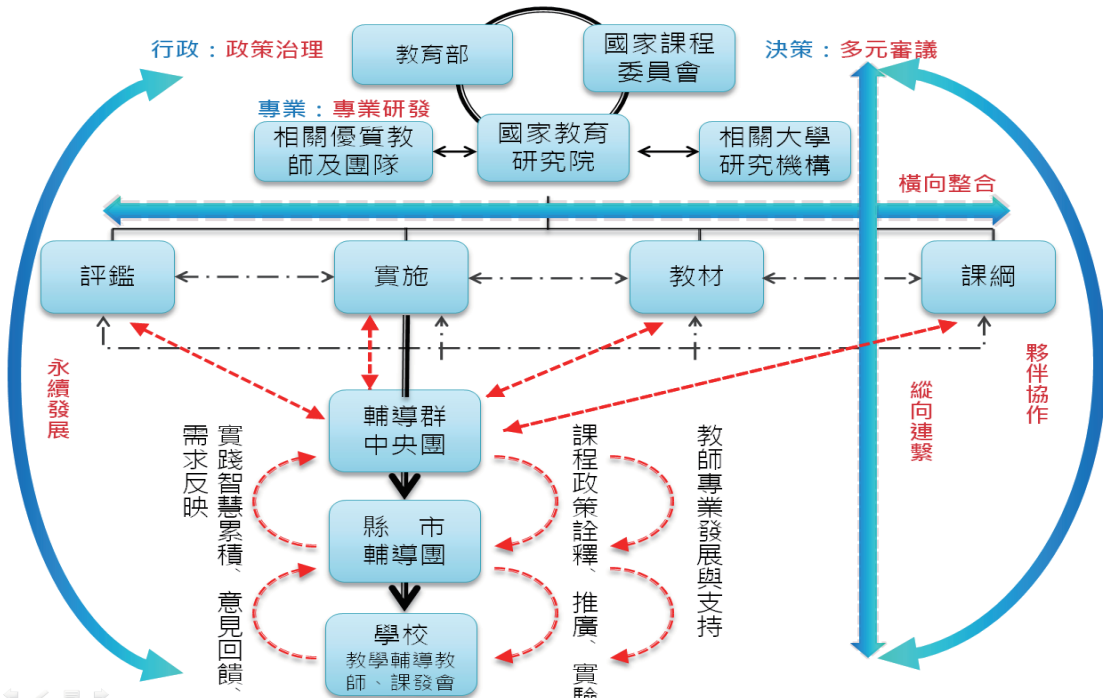 行政：政策治理
決策：多元審議
教育部
國家課程
委員會
專業：專業研發
相關優質教
師及團隊
國家教育
研究院
相關大學
研究機構
橫向整合
評鑑
實施
教材
課綱
永續發展
縱向連繫
夥伴協作
輔導群
中央團
縣 市
輔導團
學校
教學輔導教
師、課發會
需求反映
實踐智慧累積、意見回饋、
課程政策詮釋、推廣、實驗
教師專業發展與支持